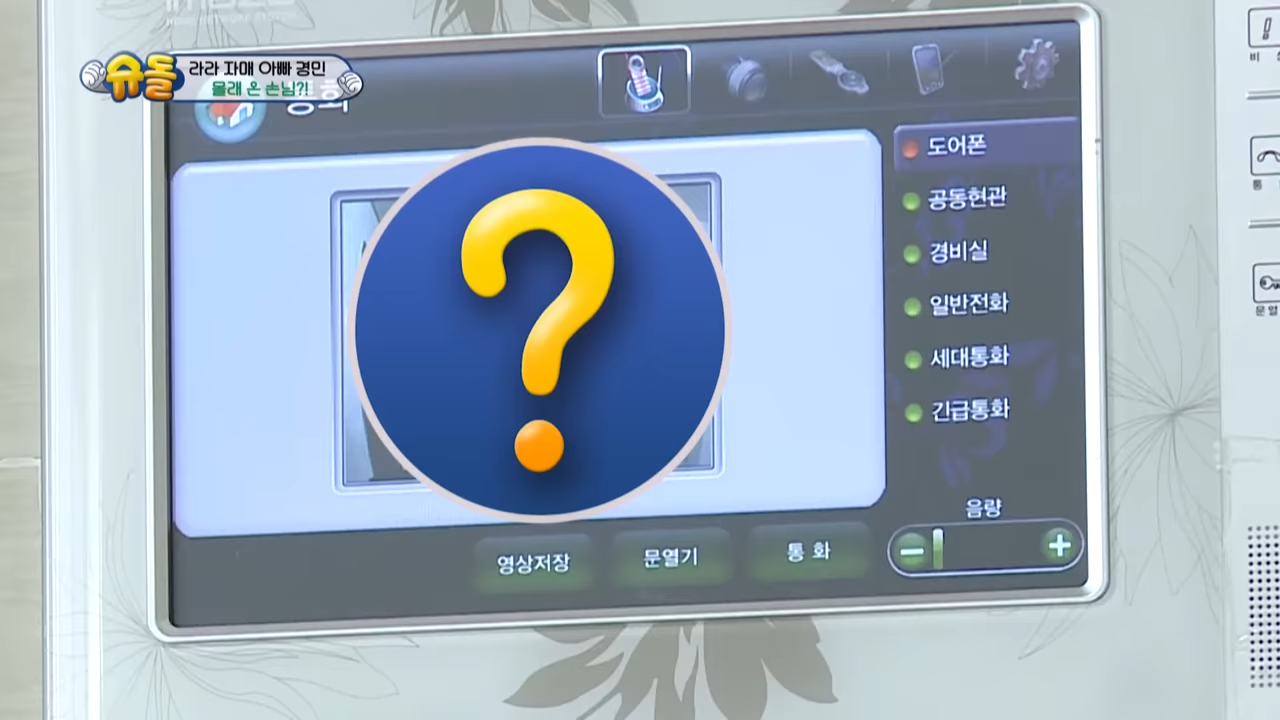 슈돌
라라 자매 아빠 경민
몰래 온 손님?!
통화
도어폰
공동현관
경비실
일반전화
세대통화
긴급통화
음량
영상저장
문열기
통 화
?